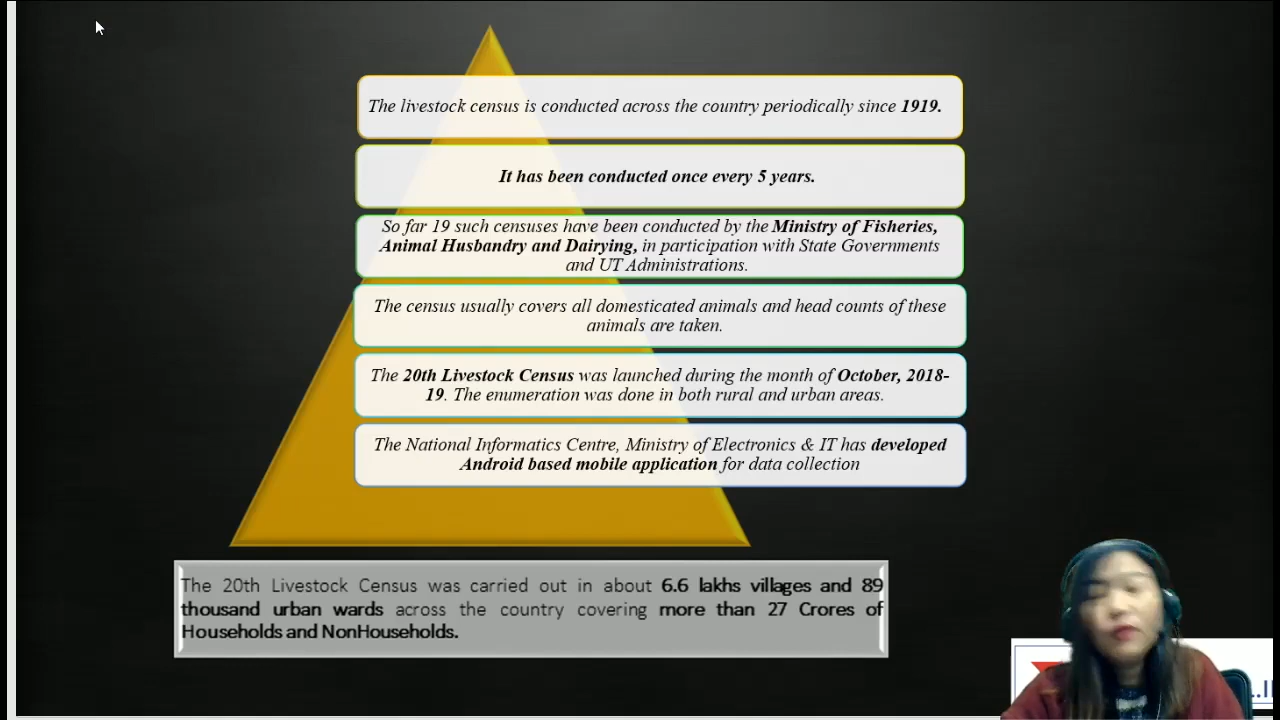 The livestock census is conducted across the country periodically since 1919.
It has been conducted once every 5 years.
So far 19 such censuses have been conducted by the Ministry of Fisheries,
Animal Husbandry and Dairying, in participation with State Governments
and UT Administrations.
The census usually covers all domesticated animals and head counts of these
animals are taken.
The 20th Livestock Census was launched during the month of October, 2018-
19. The enumeration was done in both rural and urban areas.
The National Informatics Centre, Ministry of Electronics & IT has developed
Android based mobile application for data collection
The 20th Livestock Census was carried out in about 6.6 lakhs villages and 89
thousand urban wards across the country covering more than 27 Crores of
Households and NonHouseholds.